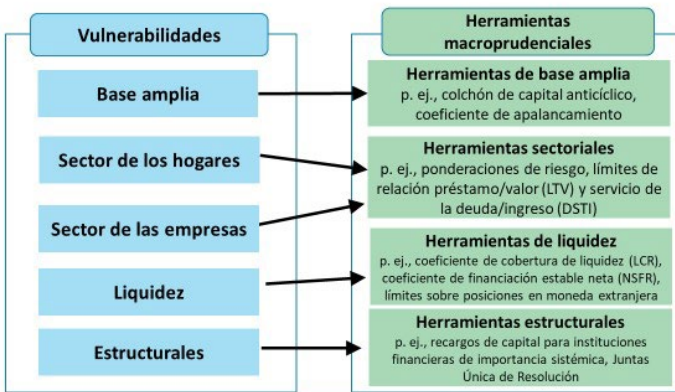 Vulnerabilidades
Base amplia
Sector de los hogares
Sector de las empresas
Liquidez
Estructurales
Herramientas
macroprudenciales
Herramientas de base amplia
p. ej., colchón de capital anticíclico,
coeficiente de apalancamiento
Herramientas sectoriales
p. ej., ponderaciones de riesgo, límites de
relación préstamo/valor (LTV) y servicio de
la deuda/ingreso (DSTI)
Herramientas de liquidez
p. ej., coeficiente de cobertura de liquidez (LCR),
coeficiente de financiación estable neta (NSFR),
límites sobre posiciones en moneda extranjera
Herramientas estructurales
p. ej., recargos de capital para instituciones
financieras de importancia sistémica, Juntas
Única de Resolución